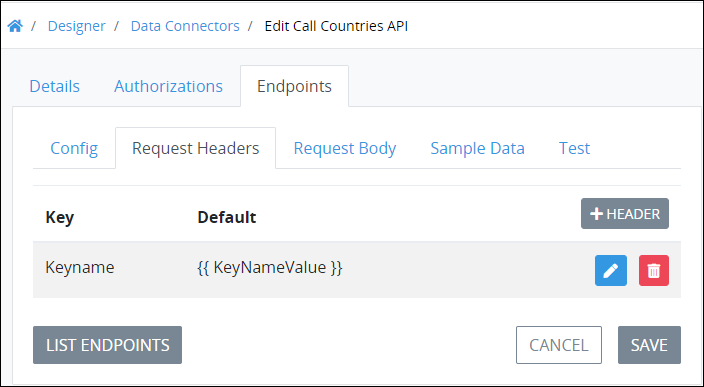 / Designer / Data Connectors / Edit Call Countries API
Details Authorizations Endpoints
Config Request Headers Request Body Sample Data Test
Key Default +HEADER
Keyname {{ KeyNameValue }}
LIST ENDPOINTS CANCEL SAVE